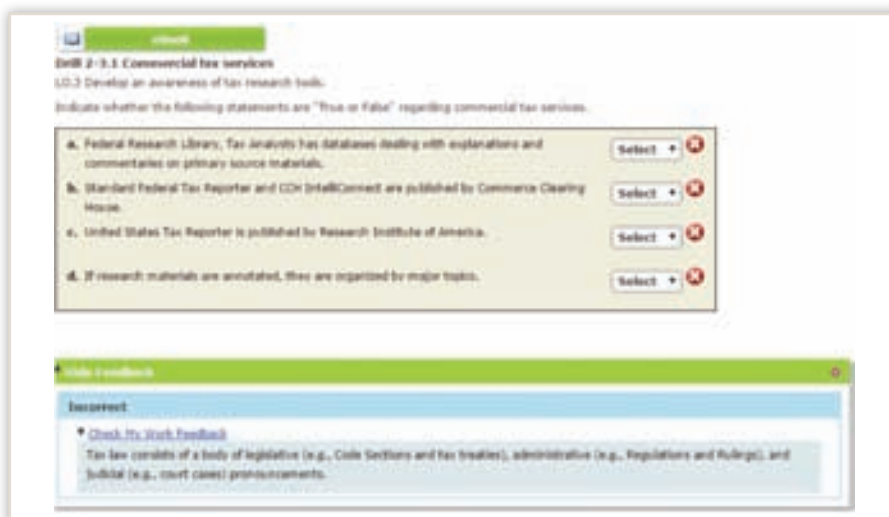 eBook
Drill 2-3.1 Commercial tax services
LO.3 Develop an awareness of tax research tools.
Indicate whether the following statements are "True or False" regarding commercial tax services.
a. Federal Research Library, Tax Analysts has databases dealing with explanations and
commentaries on primary source materials.
Select
b. Standard Federal Tax Reporter and CCH IntelliConnect are published by Commerce Clearing
House.
Select
c. United States Tax Reporter is published by Research Institute of America.
Select
d. If research materials are annotated, they are organized by major topics.
Select
Hide Feedback
Incorrect
Check My Work Feedback
Tax law consists of a body of legislative (e.g., Code Sections and tax treaties), administrative (e.g., Regulations and Rulings), and
judicial (e.g., court cases) pronouncements.